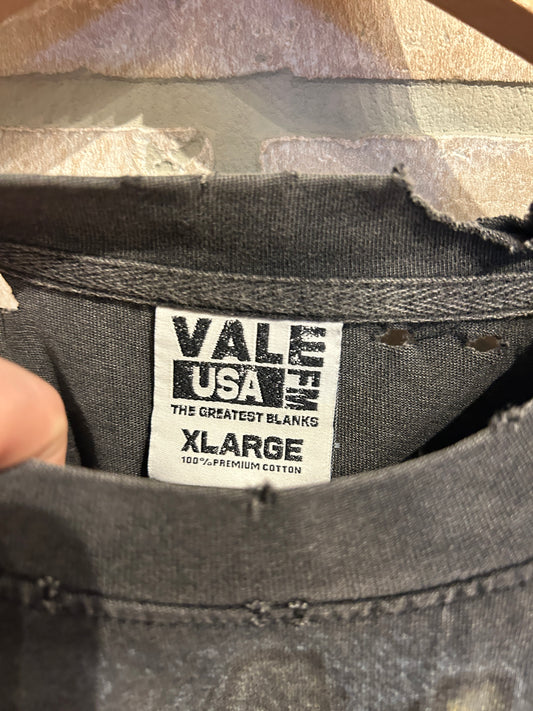 VALE
USA FM
THE GREATEST BLANKS
XLARGE
100% PREMIUM COTTON